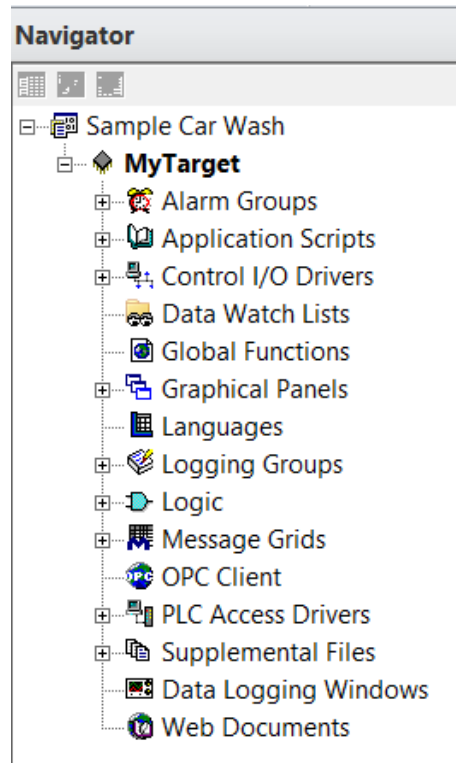 Navigator
Sample Car Wash
MyTarget
Alarm Groups
Application Scripts
Control I/O Drivers
Data Watch Lists
Global Functions
Graphical Panels
Languages
Logging Groups
Logic
Message Grids
OPC Client
PLC Access Drivers
Supplemental Files
Data Logging Windows
Web Documents